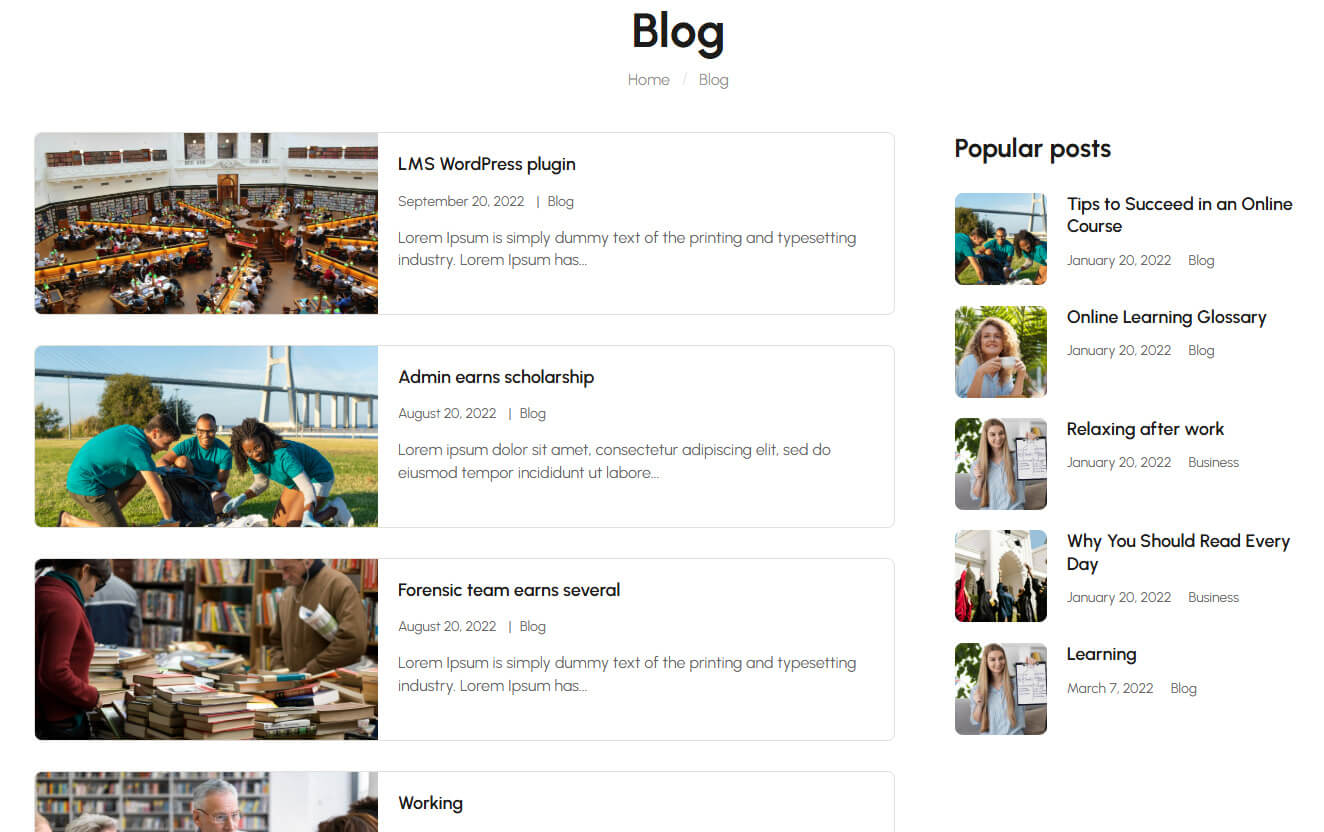 Blog
Home / Blog
LMS WordPress plugin
September 20, 2022 | Blog
Lorem Ipsum is simply dummy text of the printing and typesetting
industry. Lorem Ipsum has...
Admin earns scholarship
August 20, 2022 | Blog
Lorem ipsum dolor sit amet, consectetur adipiscing elit, sed do
eiusmod tempor incididunt ut labore...
Forensic team earns several
August 20, 2022 | Blog
Lorem Ipsum is simply dummy text of the printing and typesetting
industry. Lorem Ipsum has...
Working
Popular posts
Tips to Succeed in an Online
Course
January 20, 2022 Blog
Online Learning Glossary
January 20, 2022 Blog
Relaxing after work
January 20, 2022 Business
Why You Should Read Every
Day
January 20, 2022 Business
Learning
March 7, 2022 Blog